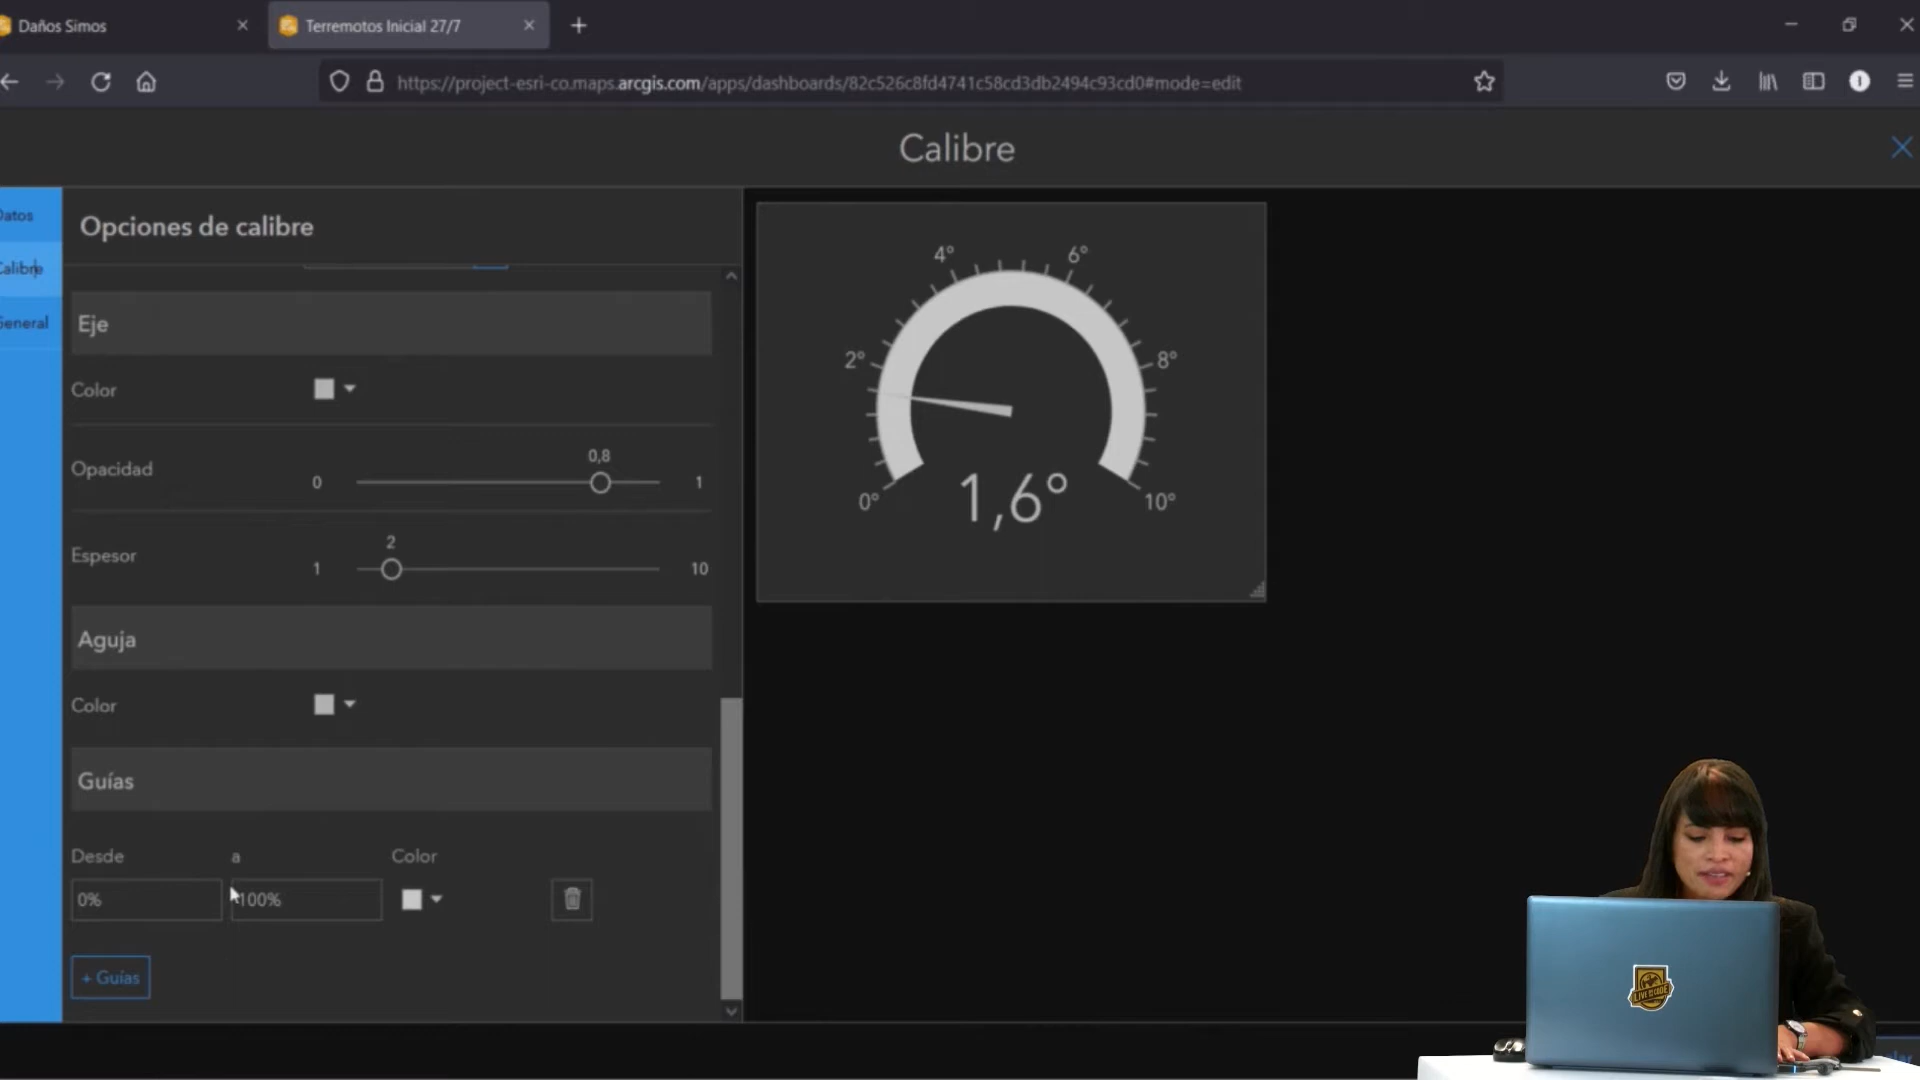 Daños Simos
Terremotos Inicial 27/7
https://project-esri-co.maps.arcgis.com/apps/dashboards/82c526c8fd4741c58cd3db2494c93cd0#mode=edit
Calibre
Datos
Calibre
General
Opciones de calibre
Eje
Color
Opacidad
0
0,8
1
Espesor
1
2
10
Aguja
Color
Guías
Desde a Color
0% 100%
+ Guías
4° 6°
2° 8°
0° 1,6° 10°
LIVE CODE